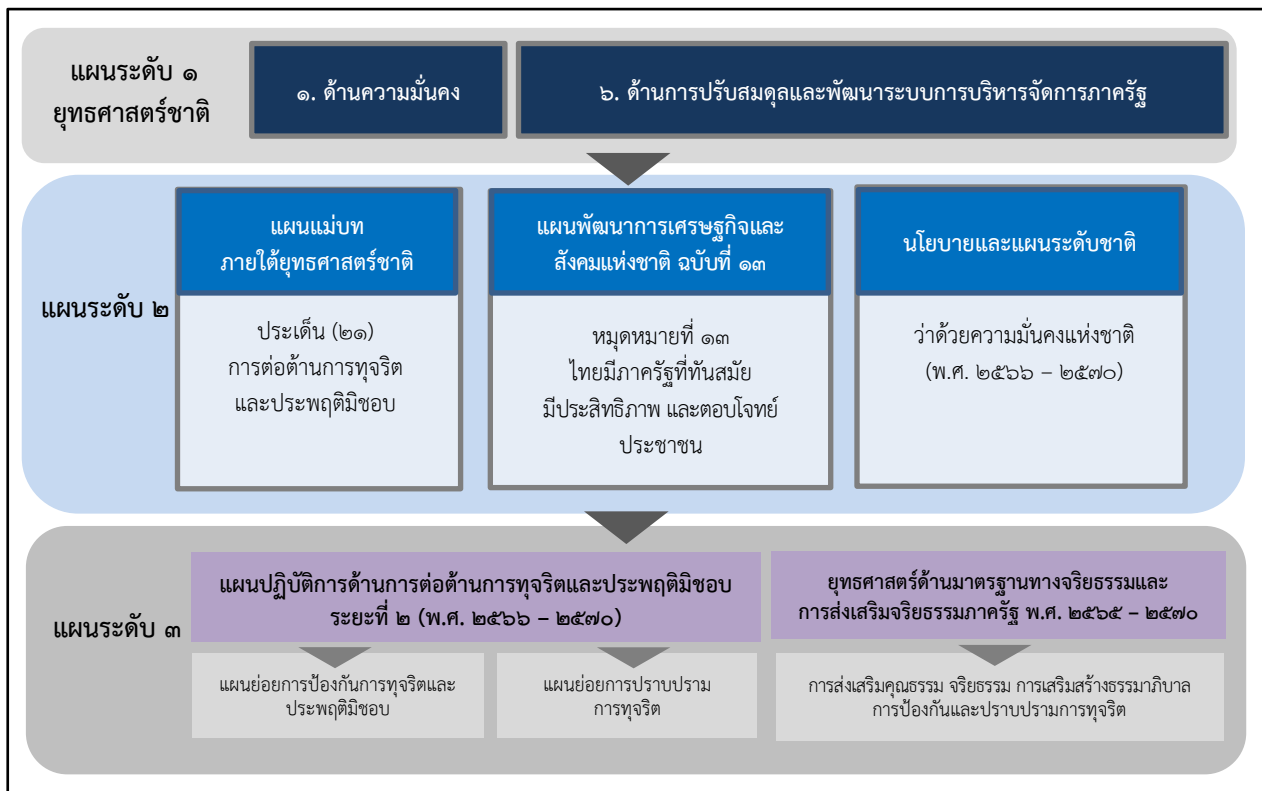 แผนระดับ ๑
ยุทธศาสตร์ชาติ
๑. ด้านความมั่นคง
๖. ด้านการปรับสมดุลและพัฒนาระบบการบริหารจัดการภาครัฐ
แผนระดับ ๒
แผนแม่บท
ภายใต้ยุทธศาสตร์ชาติ
ประเด็น (๒๑)
การต่อต้านการทุจริต
และประพฤติมิชอบ
แผนพัฒนาการเศรษฐกิจและ
สังคมแห่งชาติ ฉบับที่ ๑๓
หมุดหมายที่ ๑๓
ไทยมีภาครัฐที่ทันสมัย
มีประสิทธิภาพ และตอบโจทย์
ประชาชน
นโยบายและแผนระดับชาติ
ว่าด้วยความมั่นคงแห่งชาติ
(พ.ศ. ๒๕๖๖ – ๒๕๗๐)
แผนระดับ ๓
แผนปฏิบัติการด้านการต่อต้านการทุจริตและประพฤติมิชอบ
ระยะที่ ๒ (พ.ศ. ๒๕๖๖ – ๒๕๗๐)
แผนย่อยการป้องกันการทุจริตและ
ประพฤติมิชอบ
แผนย่อยการปราบปราม
การทุจริต
ยุทธศาสตร์ด้านมาตรฐานทางจริยธรรมและ
การส่งเสริมจริยธรรมภาครัฐ พ.ศ. ๒๕๖๕ – ๒๕๗๐
การส่งเสริมคุณธรรม จริยธรรม การเสริมสร้างธรรมาภิบาล
การป้องกันและปราบปรามการทุจริต